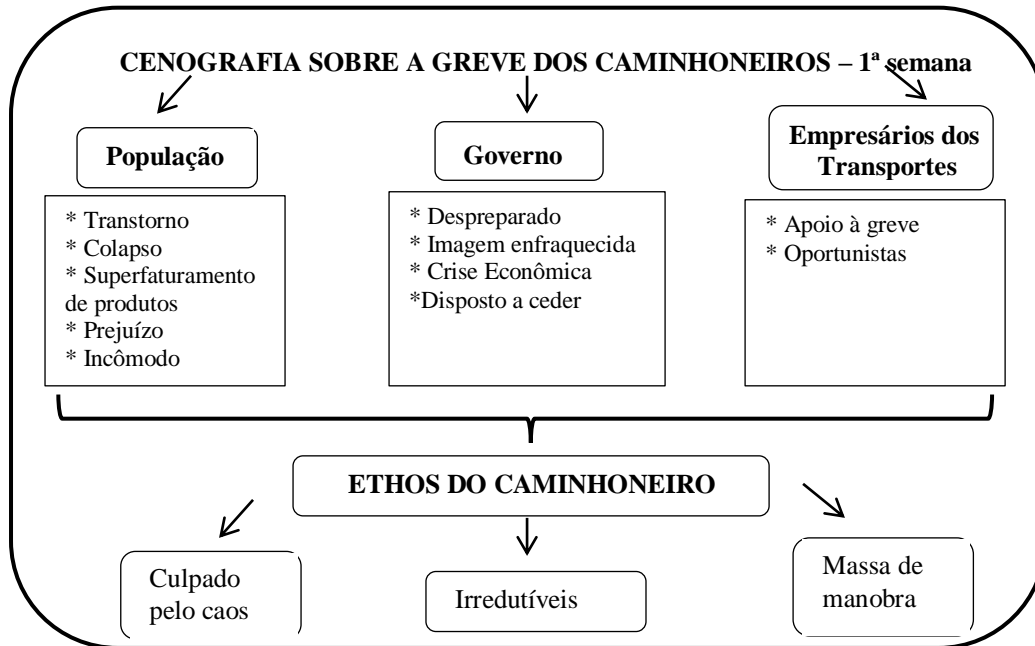 CENOGRAFIA SOBRE A GREVE DOS CAMINHONEIROS – 1ª semana
População
Governo
Empresários dos
Transportes
* Transtorno
* Colapso
* Superfaturamento
de produtos
* Prejuízo
* Incômodo
* Despreparado
* Imagem enfraquecida
* Crise Econômica
*Disposto a ceder
* Apoio à greve
* Oportunistas
ETHOS DO CAMINHONEIRO
Culpado
pelo caos
Irredutíveis
Massa de
manobra